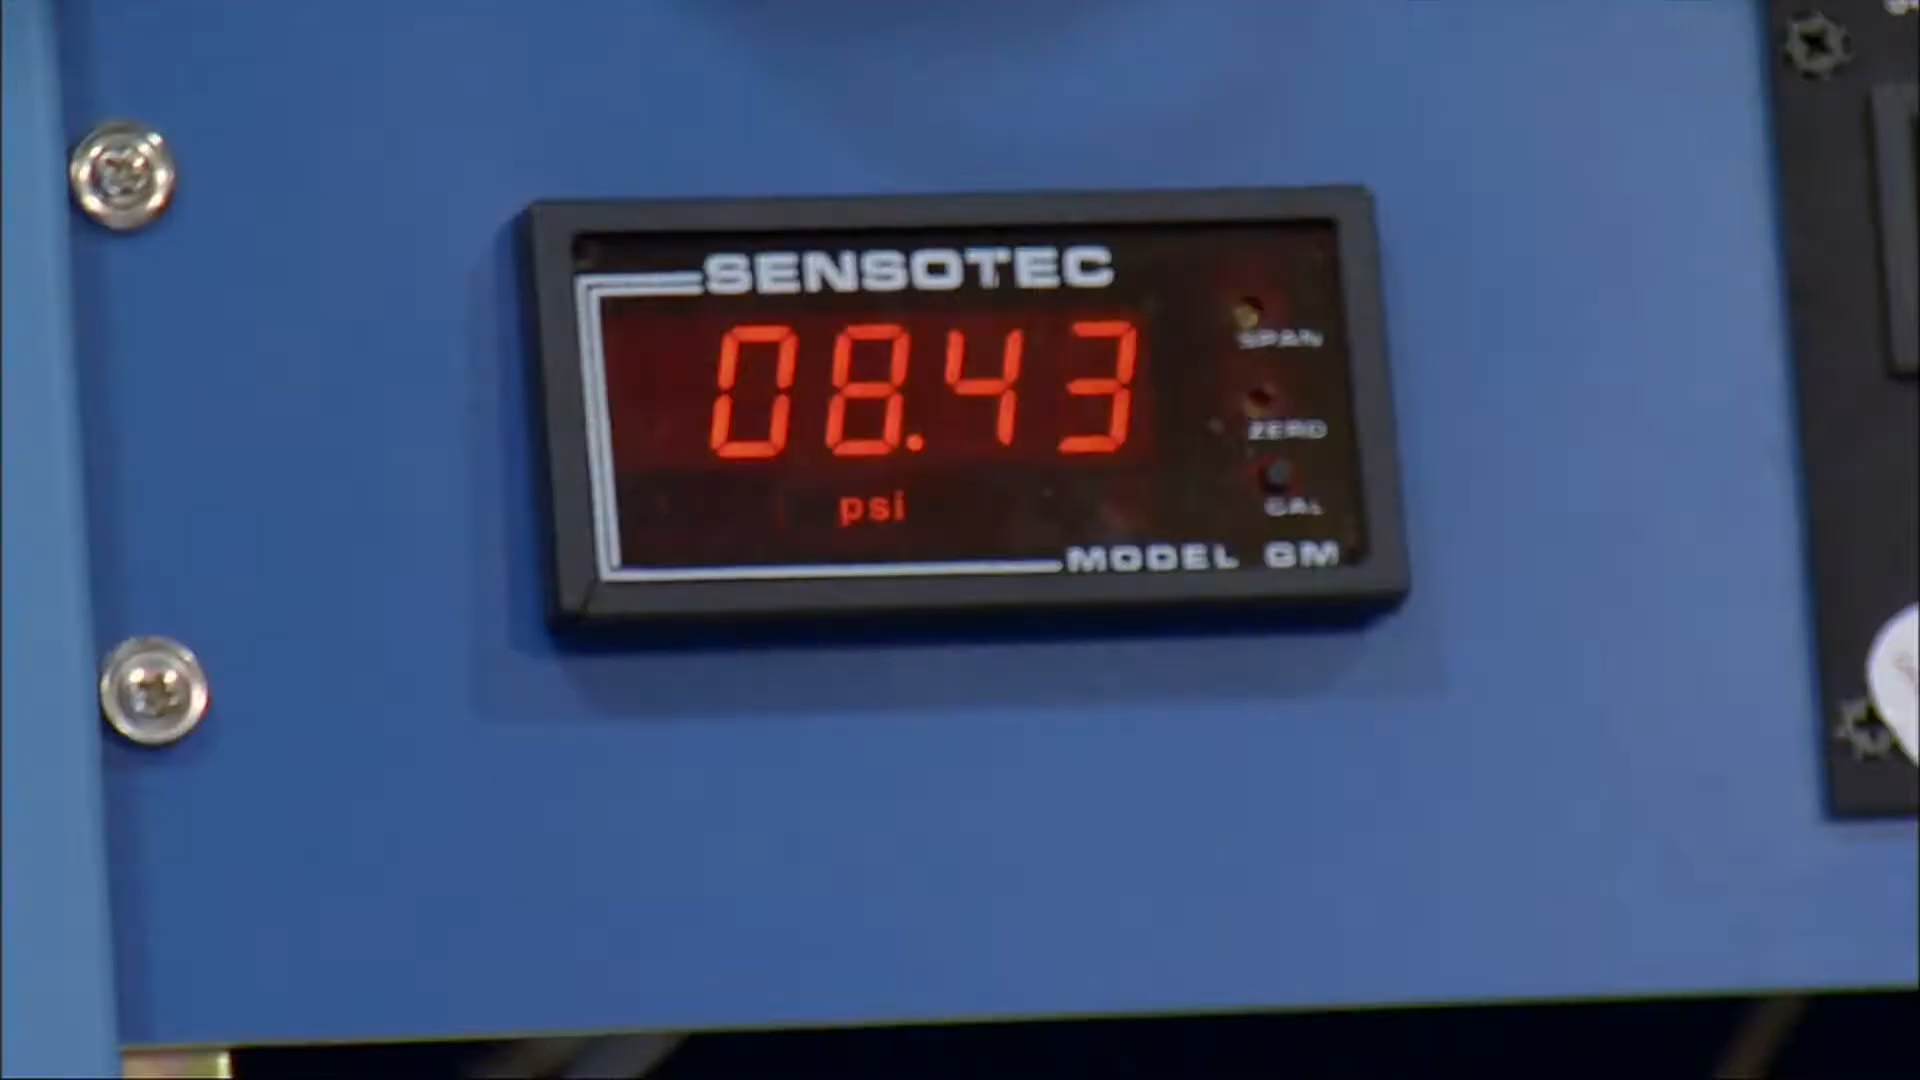 SENSOTEC
08.43
psi
SPAN
ZERO
CAL
MODEL GM